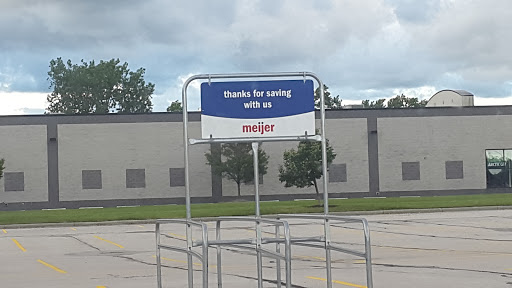 thanks for saving
with us
meijer